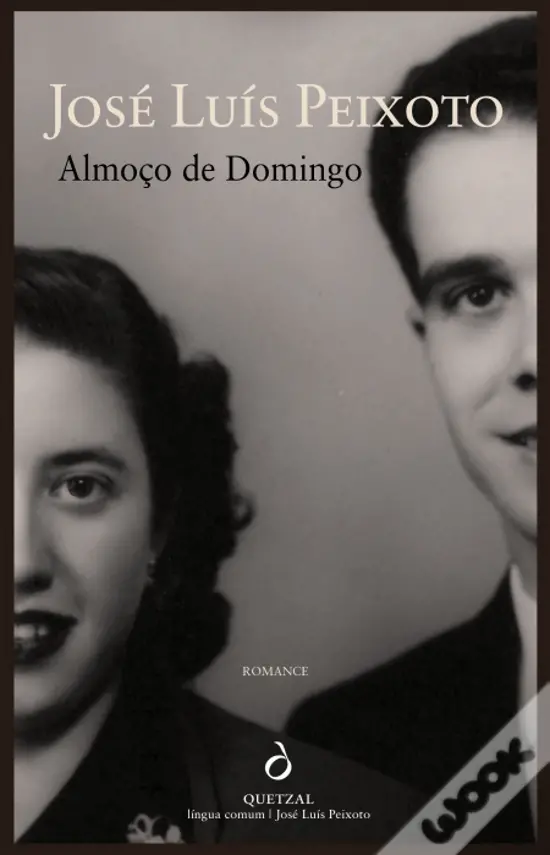 JOSÉ LUÍS PEIXOTO
Almoço de Domingo
ROMANCE
QUETZAL
língua comum | José Luís Peixoto
wook